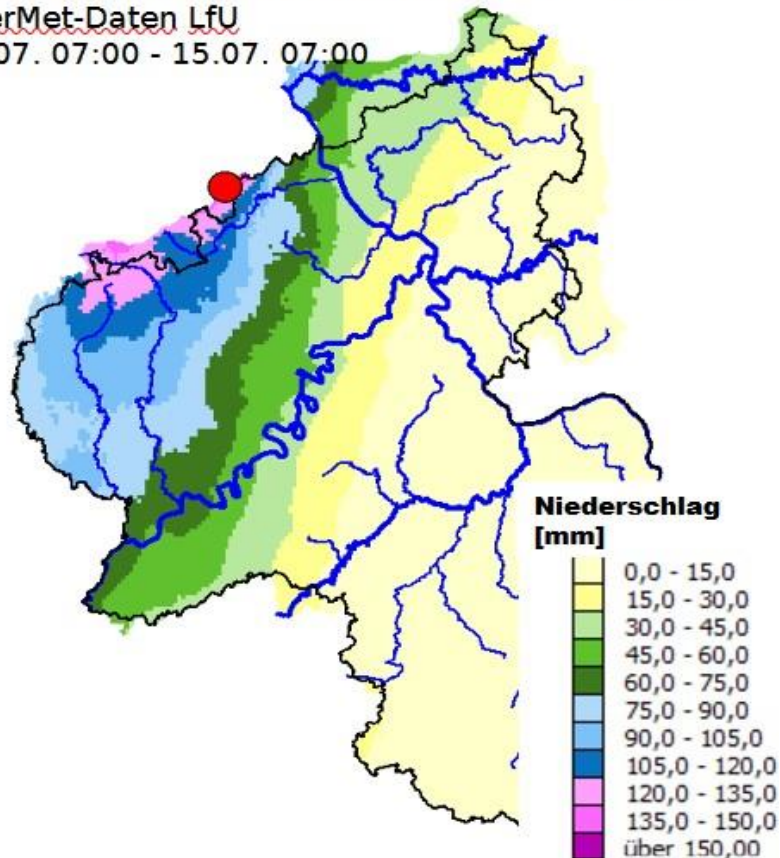 erMet-Daten LfU
07. 07:00 - 15.07. 07:00
Niederschlag
[mm]
0,0 - 15,0
15,0 - 30,0
30,0 - 45,0
45,0 - 60,0
60,0 - 75,0
75,0 - 90,0
90,0 - 105,0
105,0 - 120,0
120,0 - 135,0
135,0 - 150,0
über 150,00